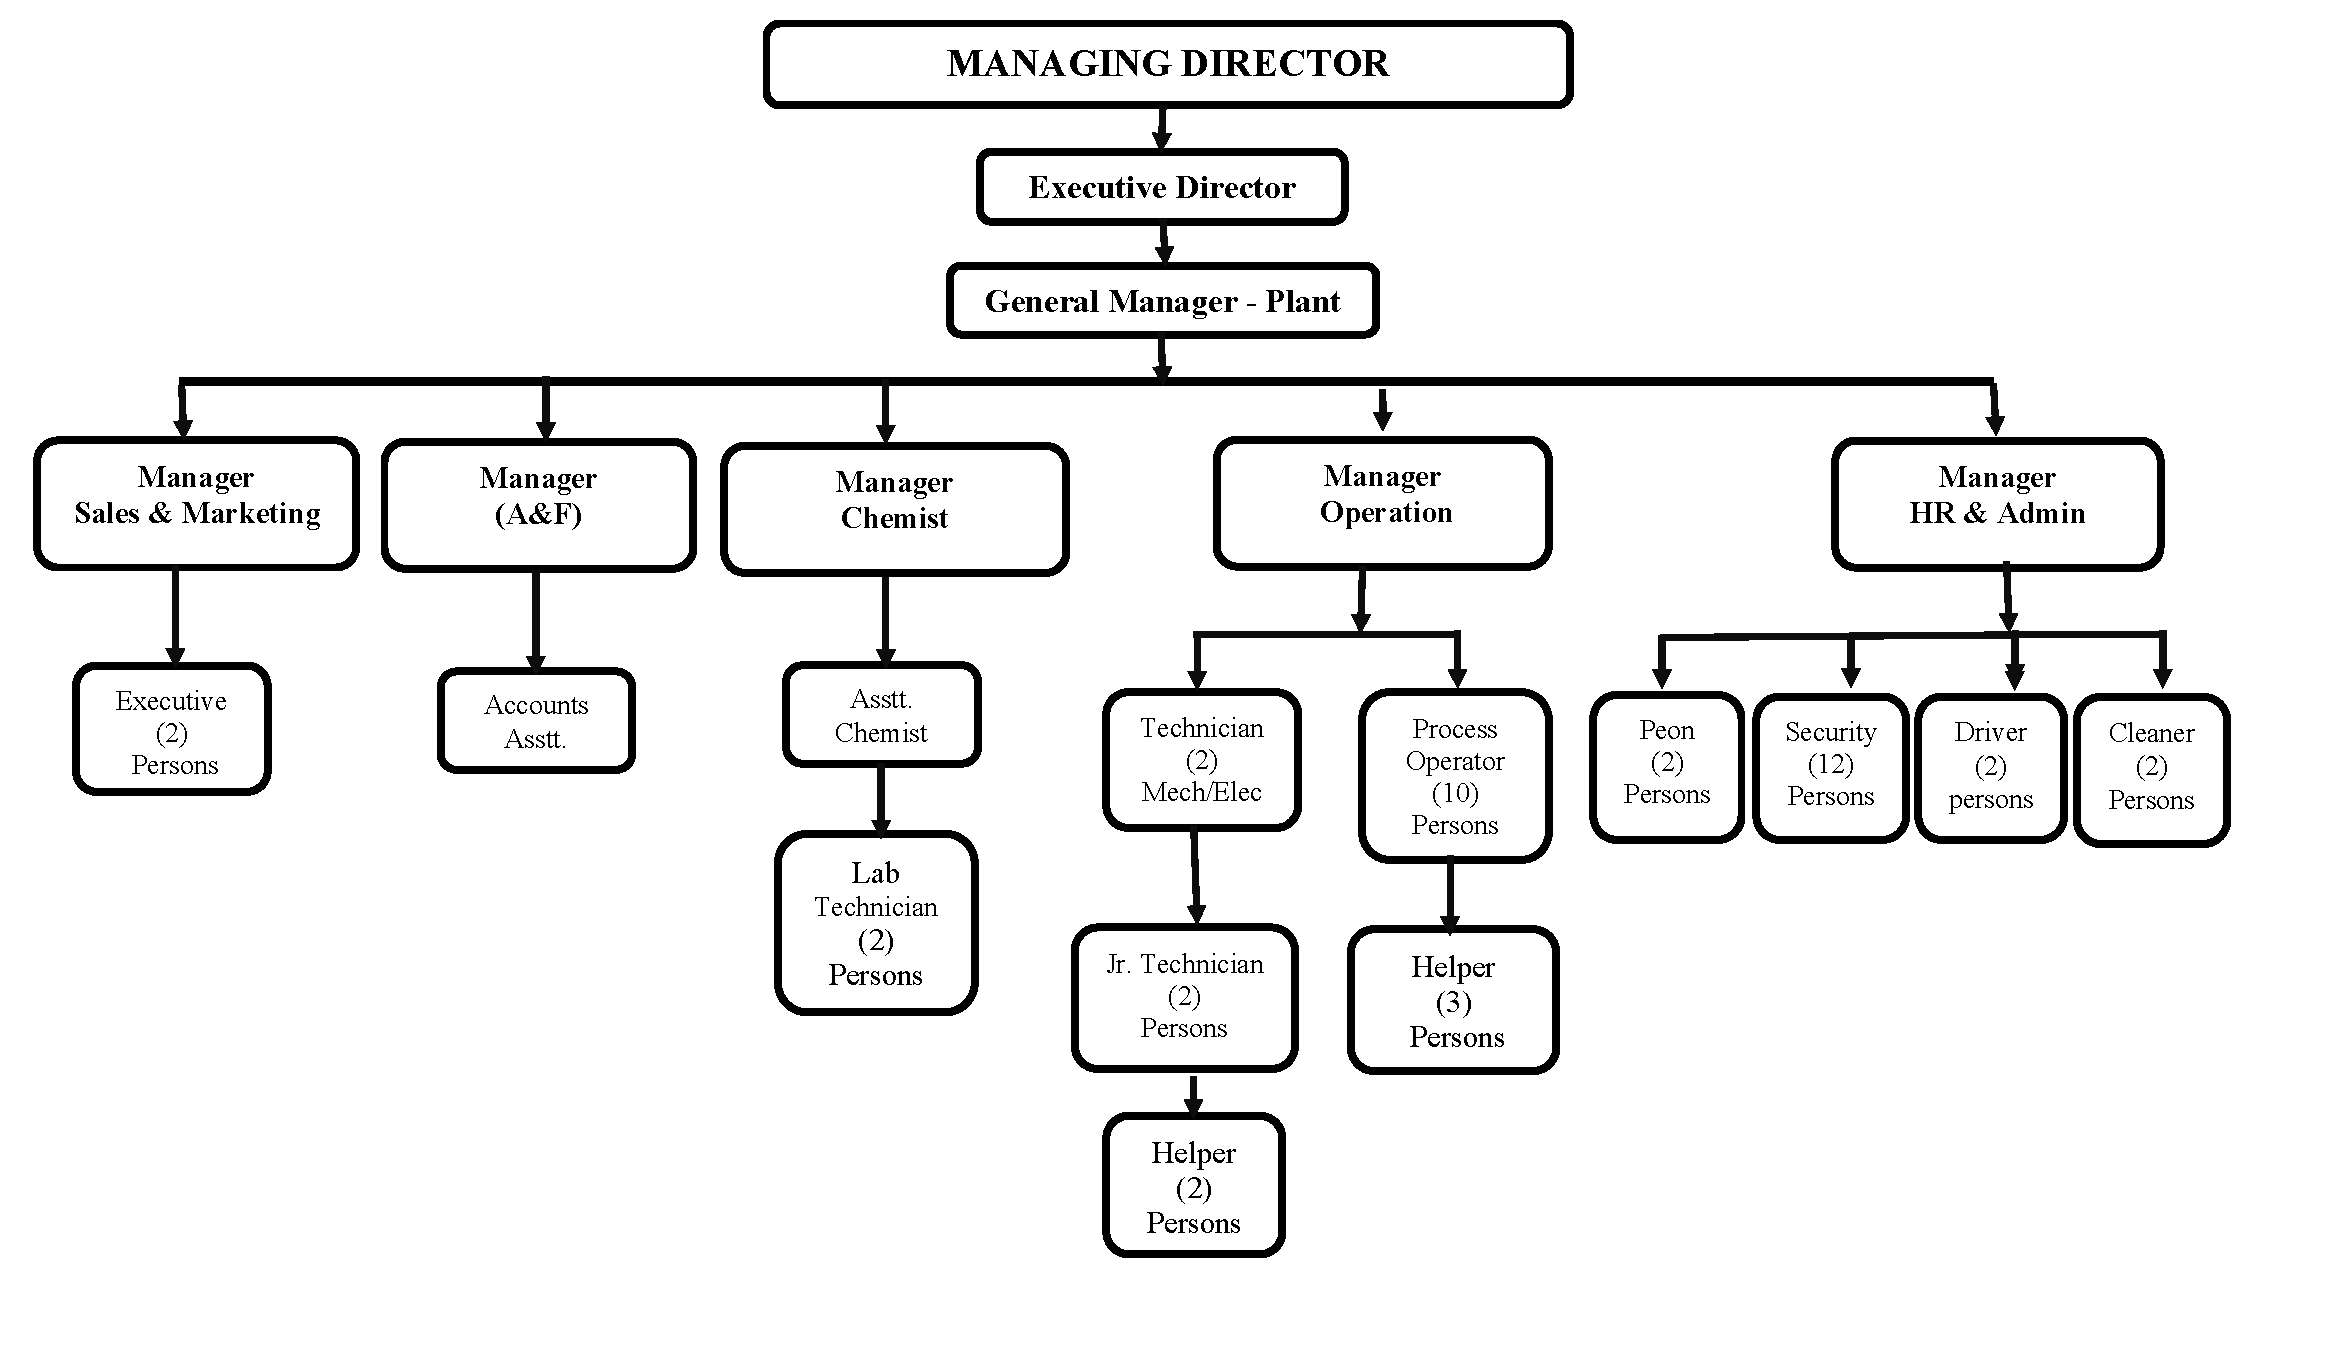 MANAGING DIRECTOR
Executive Director
General Manager - Plant
Manager
Sales & Marketing
Manager
(A&F)
Manager
Chemist
Manager
Operation
Manager
HR & Admin
Executive
(2)
Persons
Accounts
Asstt.
Asstt.
Chemist
Technician
(2)
Mech/Elec
Process
Operator
(10)
Persons
Peon
(2)
Persons
Security
(12)
Persons
Driver
(2)
persons
Cleaner
(2)
Persons
Lab
Technician
(2)
Persons
Jr. Technician
(2)
Persons
Helper
(3)
Persons
Helper
(2)
Persons